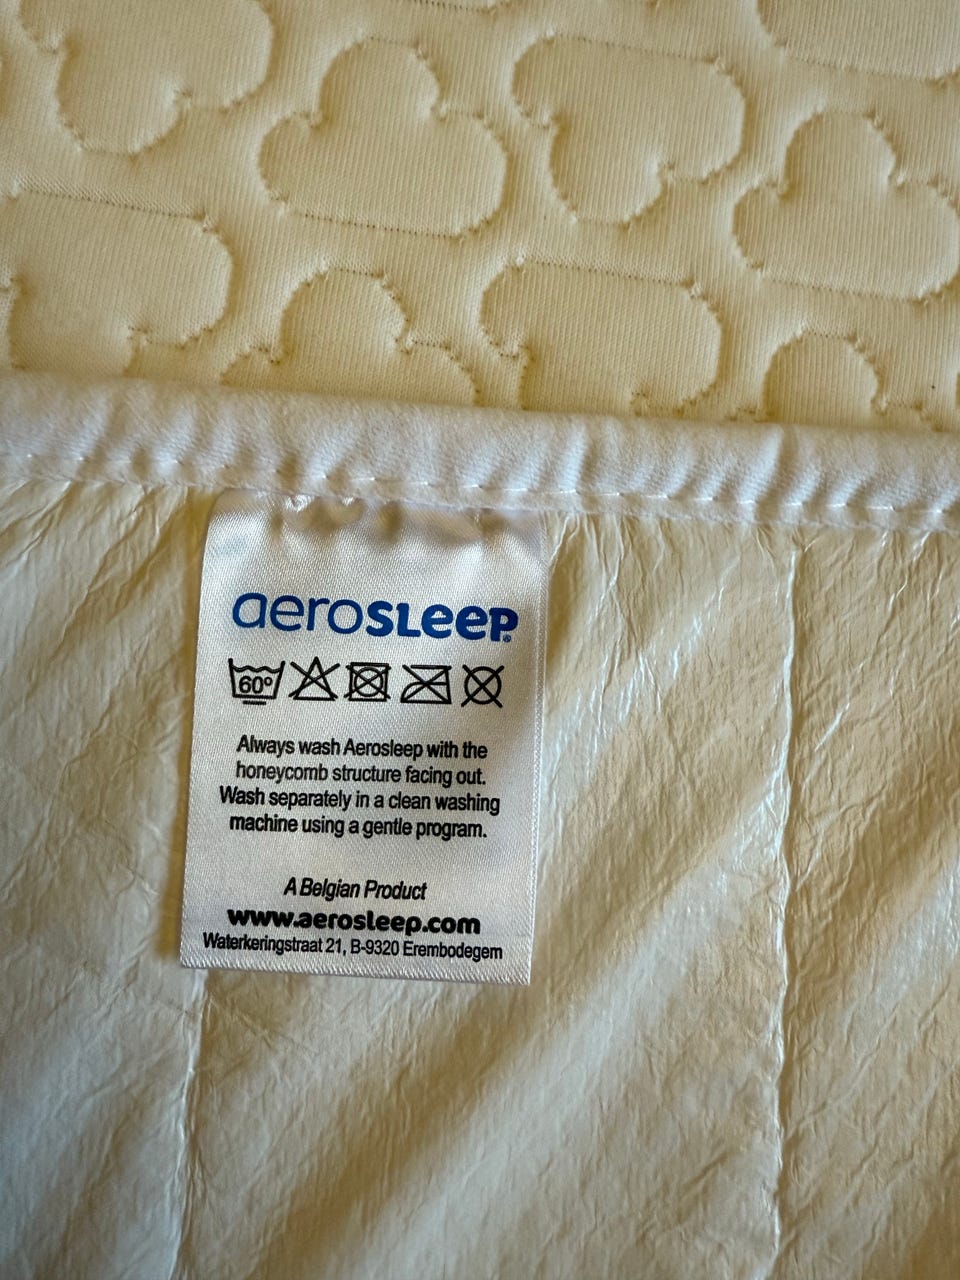 aerosleep®
60°
Always wash Aerosleep with the
honeycomb structure facing out.
Wash separately in a clean washing
machine using a gentle program.
A Belgian Product
www.aerosleep.com
Waterkeringstraat 21, B-9320 Erembodegem